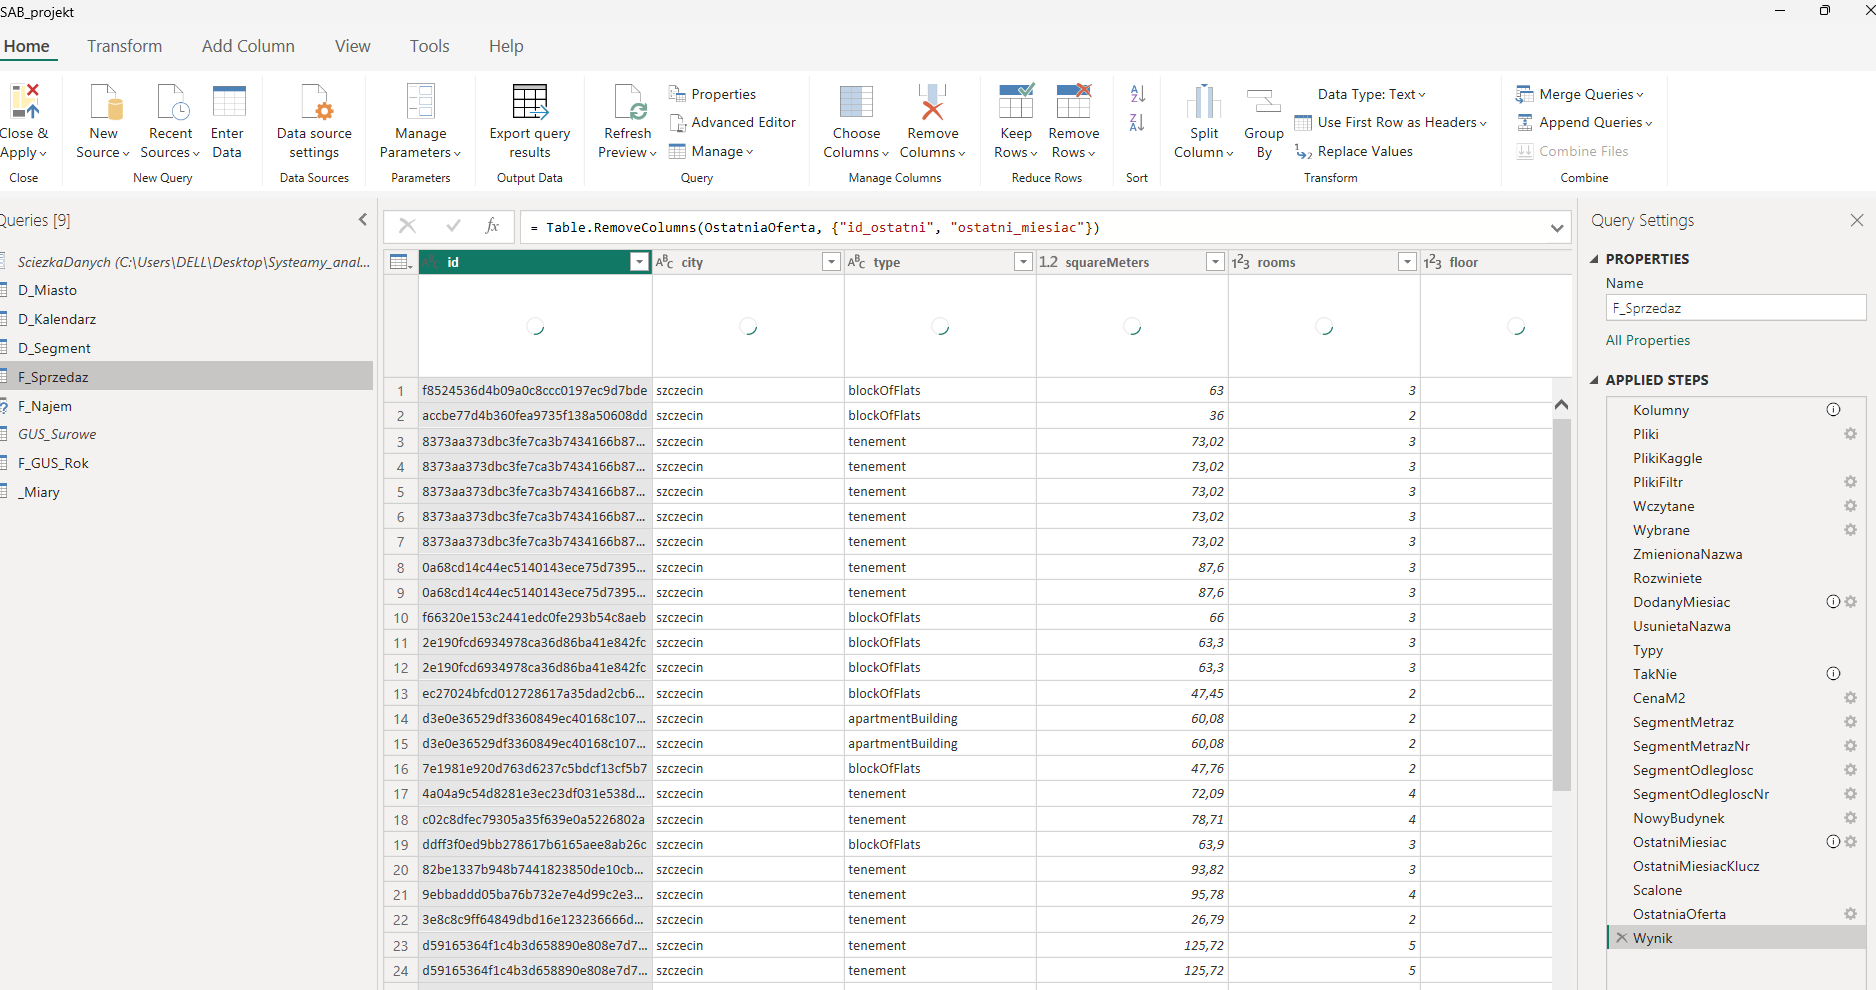 SAB_projekt
Home Transform Add Column View Tools Help
Close & Apply
New Source
Recent Sources
Enter Data
Data source settings
Manage Parameters
Export query results
Refresh Preview
Properties
Advanced Editor
Manage
Choose Columns
Remove Columns
Keep Rows
Remove Rows
Split Column
Group By
Data Type: Text
Use First Row as Headers
Replace Values
Merge Queries
Append Queries
Combine Files
Close
New Query
Data Sources
Parameters
Output Data
Query
Manage Columns
Reduce Rows
Sort
Transform
Combine
Queries [9]
SciezkaDanych (C:\Users\DELL\Desktop\Systeamy_anal...
D_Miasto
D_Kalendarz
D_Segment
F_Sprzedaz
F_Najem
GUS_Surowe
F_GUS_Rok
_Miary
fx
= Table.RemoveColumns(OstatniaOferta, {"id_ostatni", "ostatni_miesiac"})
ABC id ABC city ABC type 1.2 squareMeters 123 rooms 123 floor
1 f8524536d4b09a0c8ccc0197ec9d7bde szczecin blockOfFlats 63 3
2 accbe77d4b360fea9735f138a50608dd szczecin blockOfFlats 36 2
3 8373aa373dbc3fe7ca3b7434166b87... szczecin tenement 73,02 3
4 8373aa373dbc3fe7ca3b7434166b87... szczecin tenement 73,02 3
5 8373aa373dbc3fe7ca3b7434166b87... szczecin tenement 73,02 3
6 8373aa373dbc3fe7ca3b7434166b87... szczecin tenement 73,02 3
7 8373aa373dbc3fe7ca3b7434166b87... szczecin tenement 73,02 3
8 0a68cd14c44ec5140143ece75d7395... szczecin tenement 87,6 3
9 0a68cd14c44ec5140143ece75d7395... szczecin tenement 87,6 3
10 f66320e153c2441edc0fe293b54c8aeb szczecin blockOfFlats 66 3
11 2e190fcd6934978ca36d86ba41e842fc szczecin blockOfFlats 63,3 3
12 2e190fcd6934978ca36d86ba41e842fc szczecin blockOfFlats 63,3 3
13 ec27024bfcd012728617a35dad2cb6... szczecin blockOfFlats 47,45 2
14 d3e0e36529df3360849ec40168c107... szczecin apartmentBuilding 60,08 2
15 d3e0e36529df3360849ec40168c107... szczecin apartmentBuilding 60,08 2
16 7e1981e920d763d6237c5bdcf13cf5b7 szczecin blockOfFlats 47,76 2
17 4a04a9c54d8281e3ec23df031e538d... szczecin tenement 72,09 4
18 c02c8dfec79305a35f639e0a5226802a szczecin tenement 78,71 4
19 ddff3f0ed9bb278617b6165aee8ab26c szczecin blockOfFlats 63,9 3
20 82be1337b948b7441823850de10cb... szczecin tenement 93,82 3
21 9ebbaddd05ba76b732e7e4d99c2e3... szczecin tenement 95,78 4
22 3e8c8c9ff64849dbd16e123236666d... szczecin tenement 26,79 2
23 d59165364f1c4b3d658890e808e7d7... szczecin tenement 125,72 5
24 d59165364f1c4b3d658890e808e7d7... szczecin tenement 125,72 5
Query Settings
PROPERTIES
Name
F_Sprzedaz
All Properties
APPLIED STEPS
Kolumny
Pliki
PlikiKaggle
PlikiFiltr
Wczytane
Wybrane
ZmienionaNazwa
Rozwiniete
DodanyMiesiac
UsunietaNazwa
Typy
TakNie
CenaM2
SegmentMetraz
SegmentMetrazNr
SegmentOdleglosc
SegmentOdlegloscNr
NowyBudynek
OstatniMiesiac
OstatniMiesiacKlucz
Scalone
OstatniaOferta
Wynik